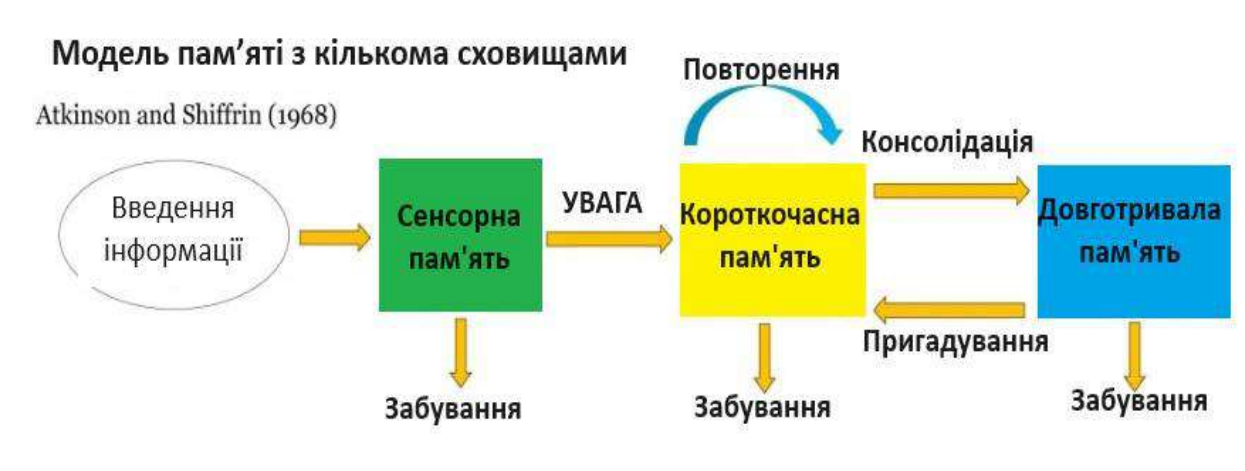 Модель пам’яті з кількома сховищами
Atkinson and Shiffrin (1968)
Повторення
Консолідація
Введення
інформації
Сенсорна
пам'ять
УВАГА
Короткочасна
пам'ять
Довготривала
пам'ять
Пригадування
Забування
Забування
Забування